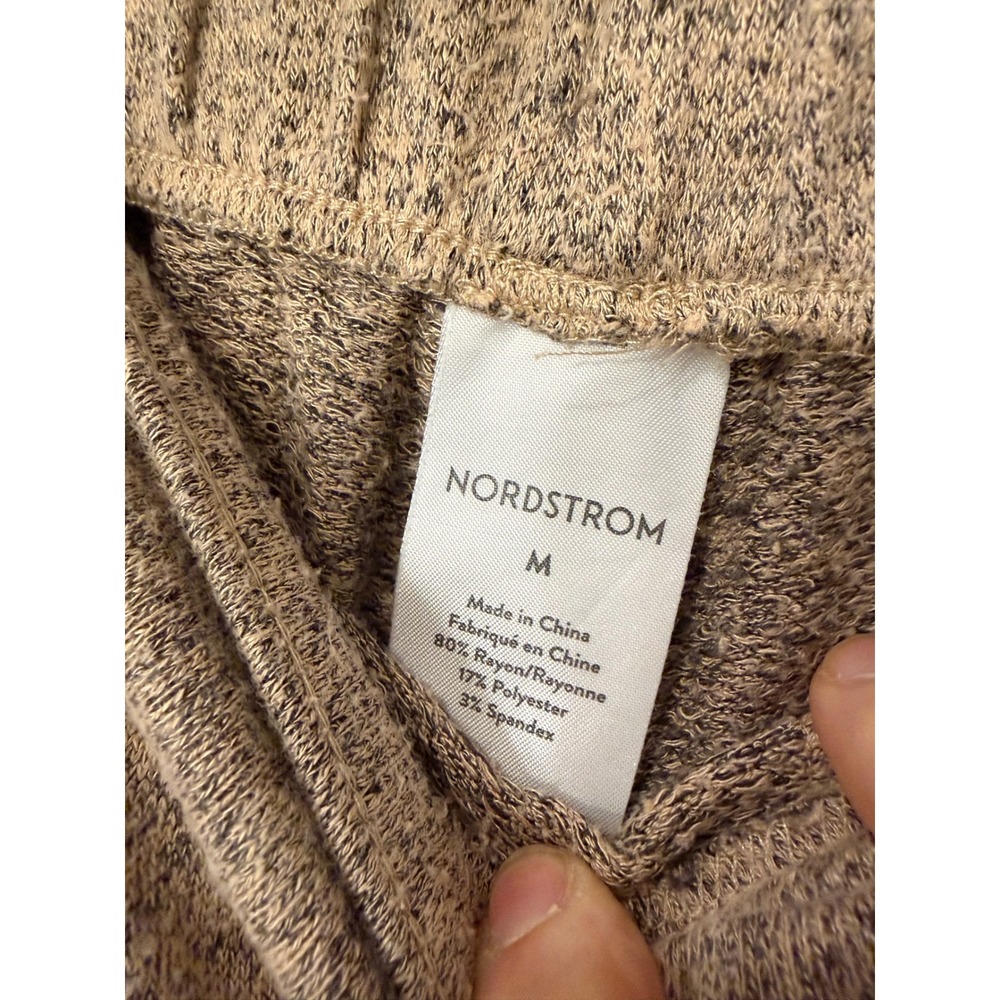 NORDSTROM
M
Made in China
Fabriqué en Chine
80% Rayon/Rayonne
17% Polyester
3% Spandex